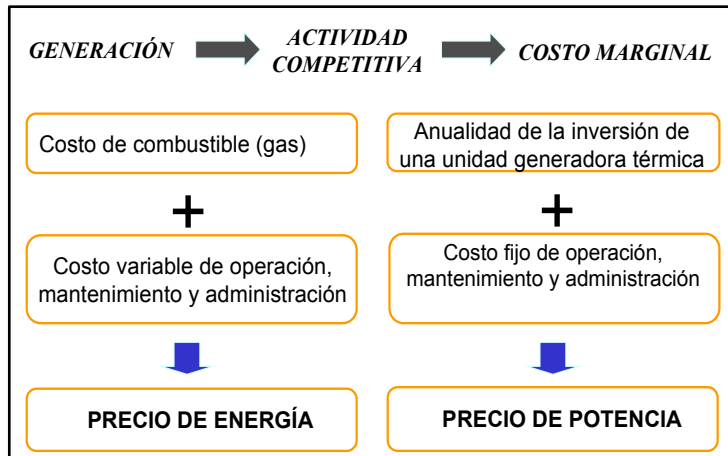 GENERACIÓN
ACTIVIDAD
COMPETITIVA
COSTO MARGINAL
Costo de combustible (gas)
+
Costo variable de operación,
mantenimiento y administración
PRECIO DE ENERGÍA
Anualidad de la inversión de
una unidad generadora térmica
+
Costo fijo de operación,
mantenimiento y administración
PRECIO DE POTENCIA